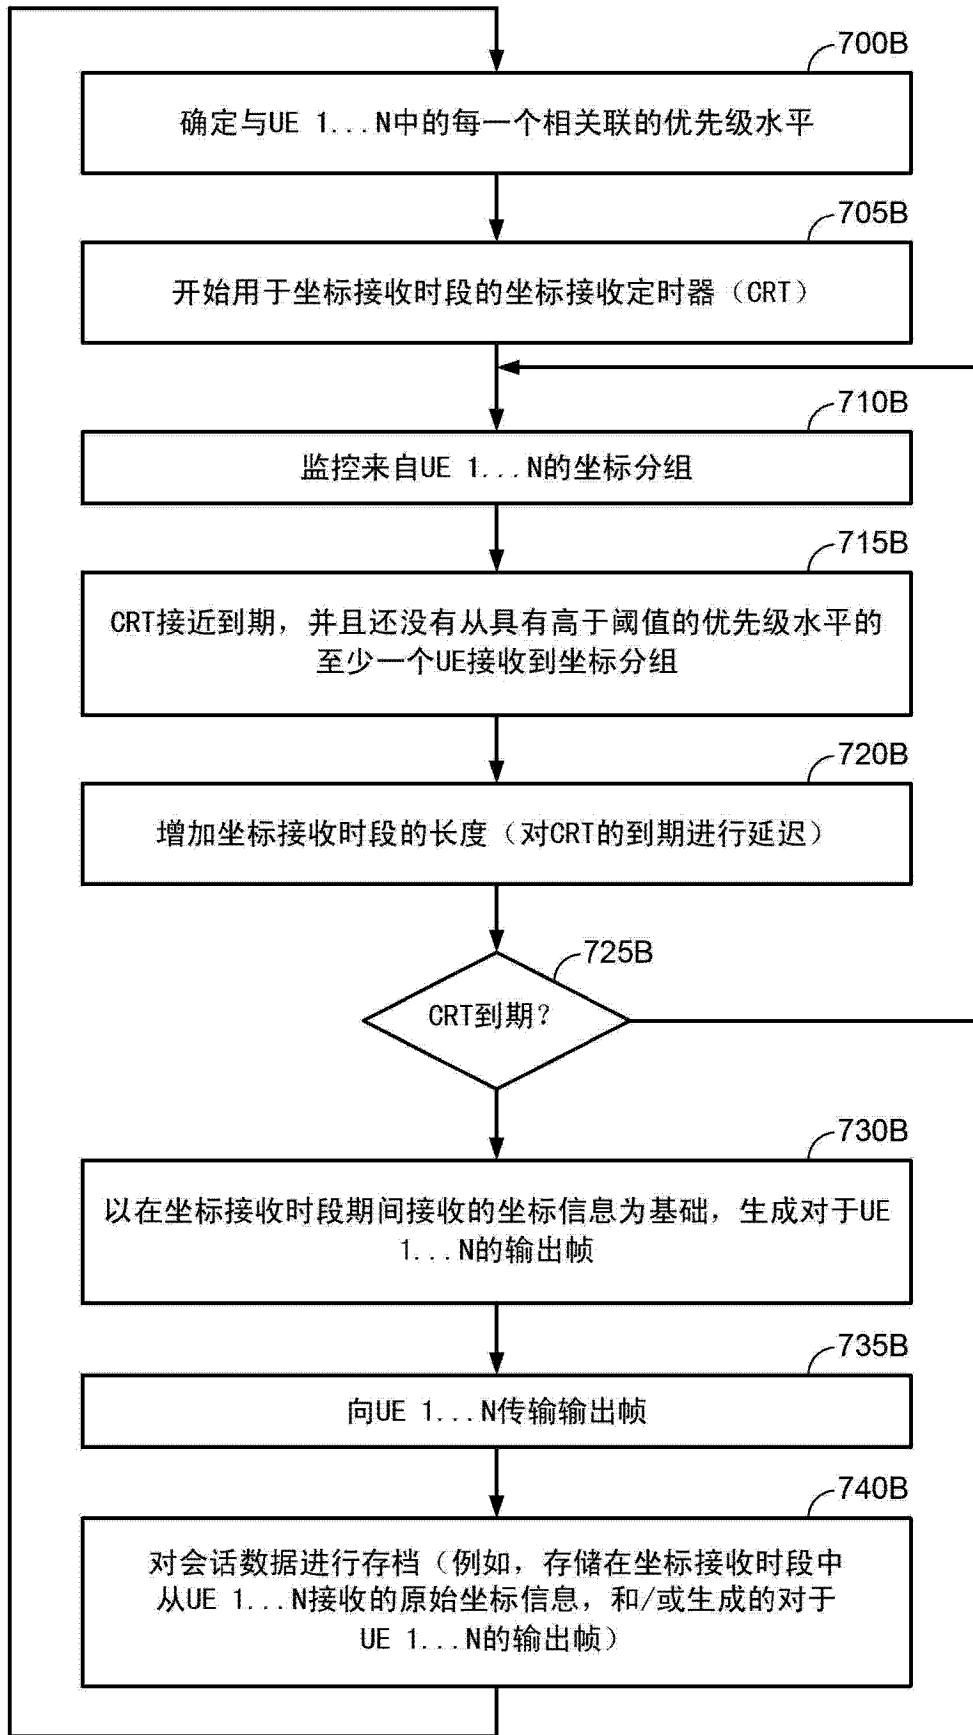 700B
确定与UE 1...N中的每一个相关联的优先级水平
705B
开始用于坐标接收时段的坐标接收定时器（CRT）
710B
监控来自UE 1...N的坐标分组
715B
CRT接近到期，并且还没有从具有高于阈值的优先级水平的
至少一个UE接收到坐标分组
720B
增加坐标接收时段的长度（对CRT的到期进行延迟）
725B
CRT到期？
730B
以在坐标接收时段期间接收的坐标信息为基础，生成对于UE
1...N的输出帧
735B
向UE 1...N传输输出帧
740B
对会话数据进行存档（例如，存储在坐标接收时段中
从UE 1...N接收的原始坐标信息，和/或生成的对于
UE 1...N的输出帧）